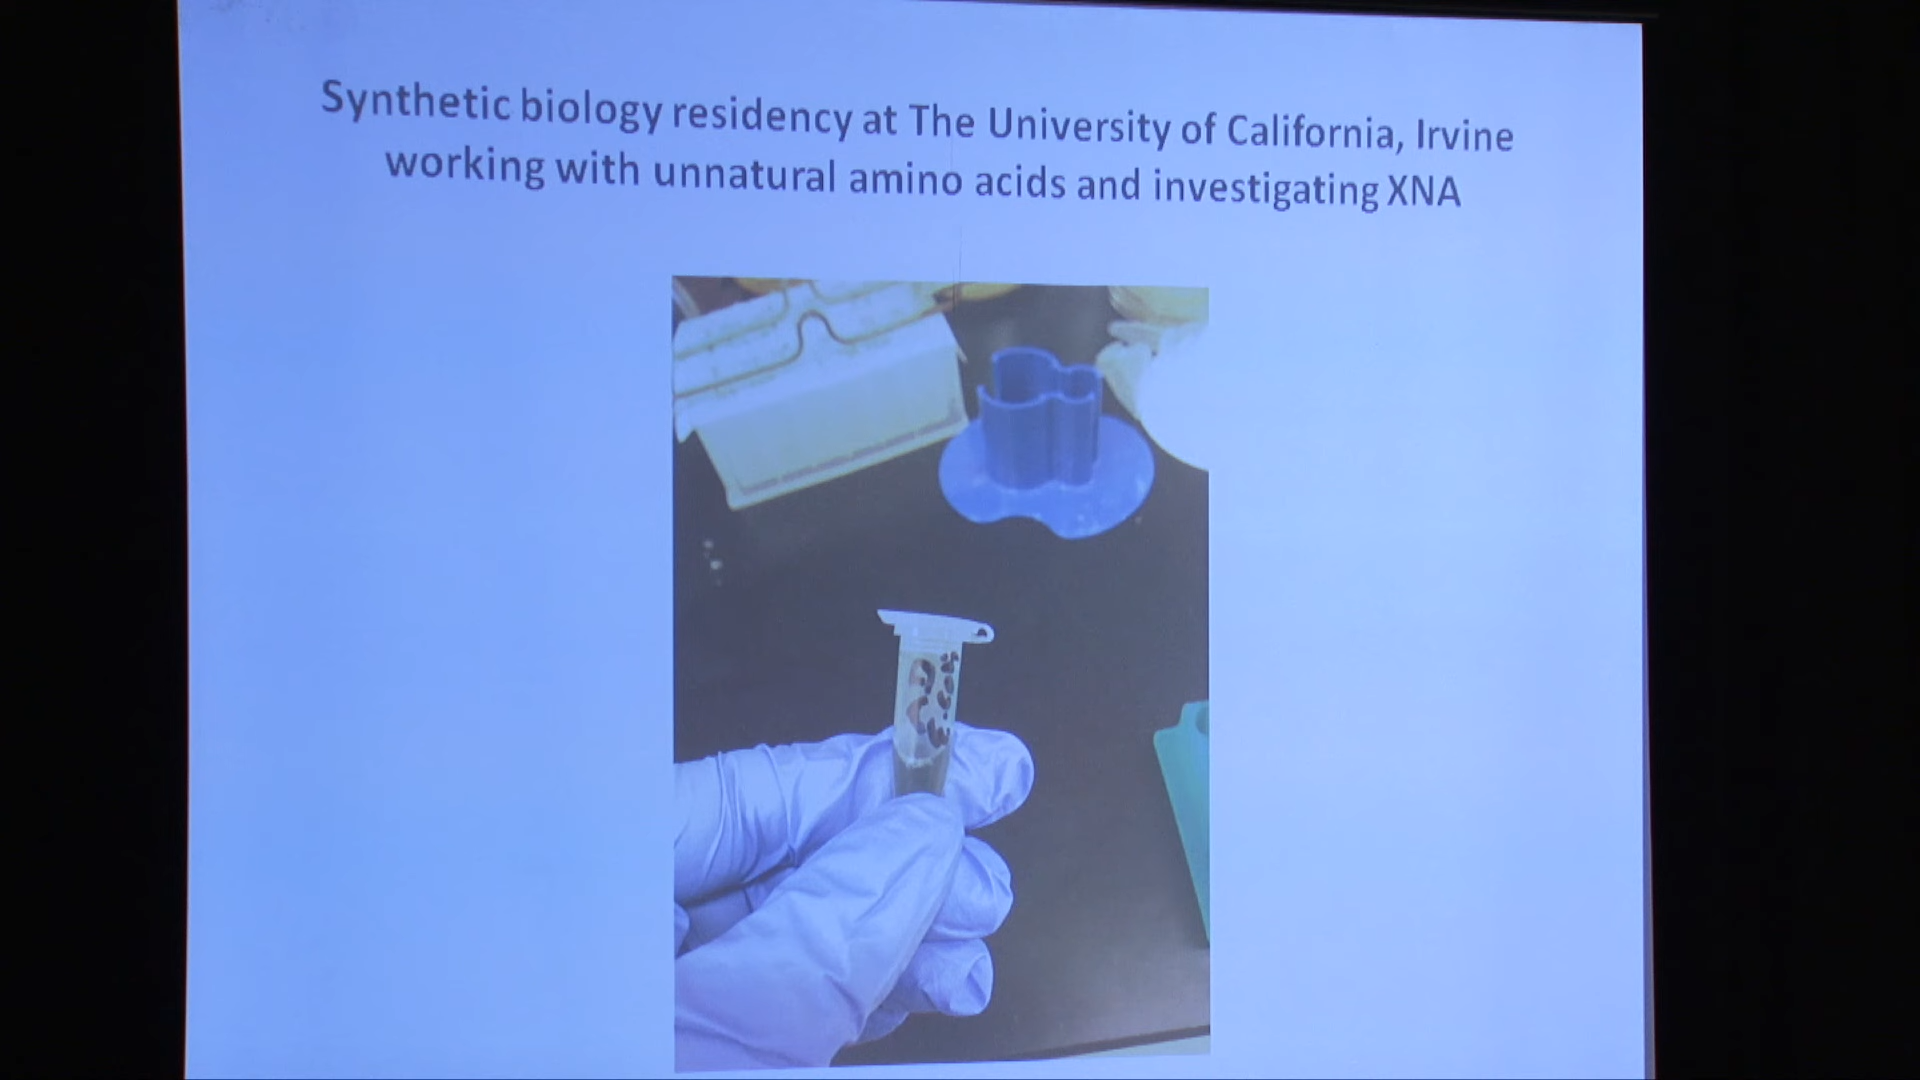 Synthetic biology residency at The University of California, Irvine
working with unnatural amino acids and investigating XNA